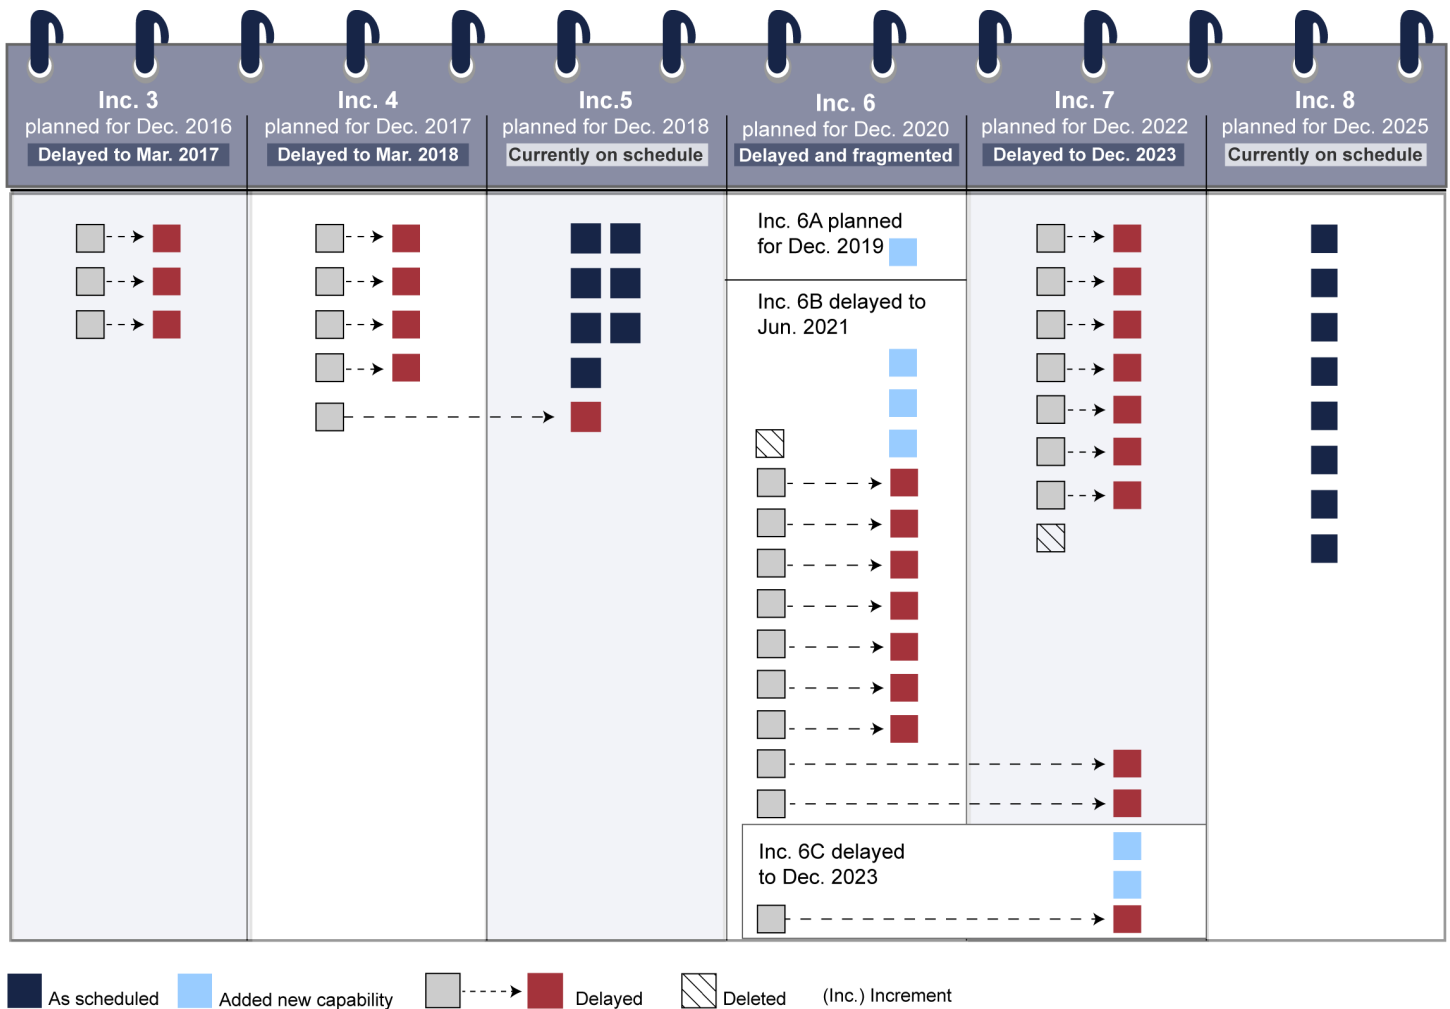 Inc. 3
planned for Dec. 2016
Delayed to Mar. 2017
Inc. 4
planned for Dec. 2017
Delayed to Mar. 2018
Inc.5
planned for Dec. 2018
Currently on schedule
Inc. 6
planned for Dec. 2020
Delayed and fragmented
Inc. 7
planned for Dec. 2022
Delayed to Dec. 2023
Inc. 8
planned for Dec. 2025
Currently on schedule
Inc. 6A planned
for Dec. 2019
Inc. 6B delayed to
Jun. 2021
Inc. 6C delayed
to Dec. 2023
As scheduled
Added new capability
Delayed
Deleted
(Inc.) Increment